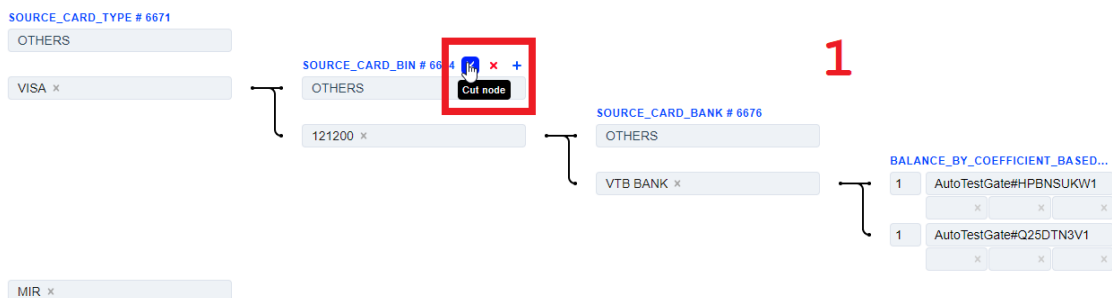 SOURCE_CARD_TYPE # 6671
OTHERS
VISA ×
SOURCE_CARD_BIN #
× +
Cut node
OTHERS
121200 ×
1
SOURCE_CARD_BANK # 6676
OTHERS
VTB BANK ×
BALANCE_BY_COEFFICIENT_BASED...
1 AutoTestGate#HPBNSUKW1
× × ×
1 AutoTestGate#Q25DTN3V1
× × ×
MIR ×